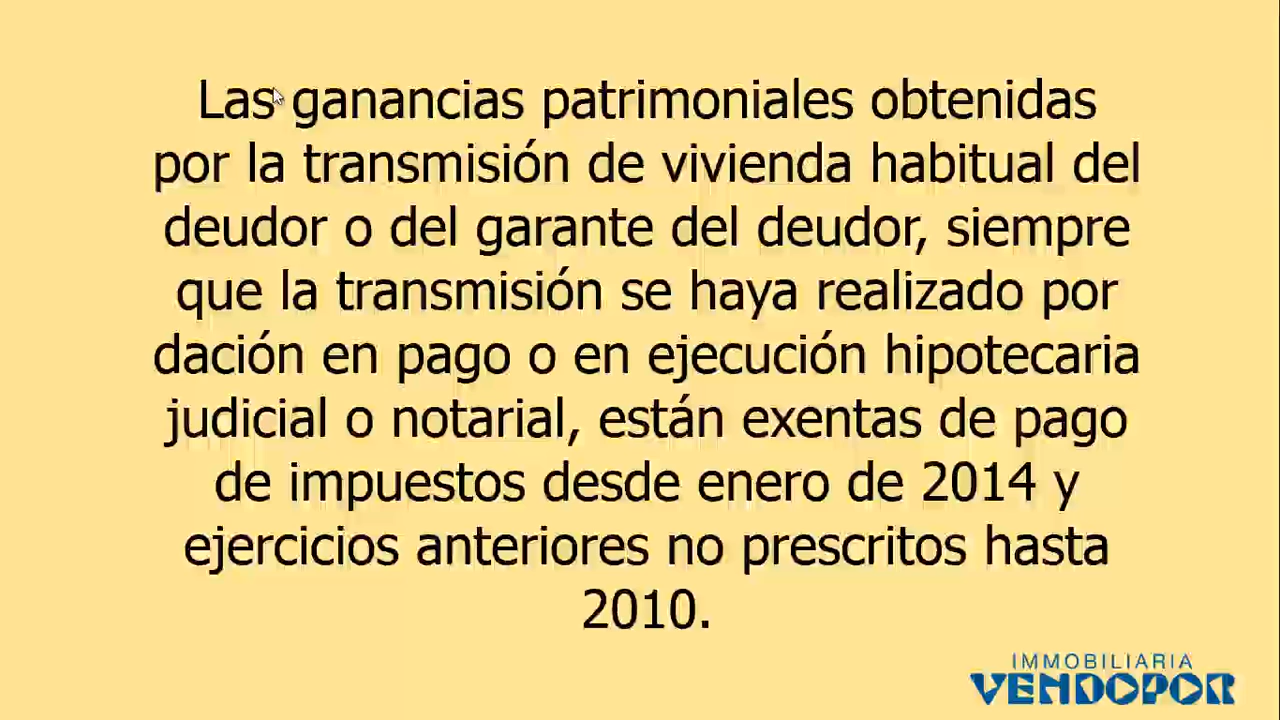 Las ganancias patrimoniales obtenidas
por la transmisión de vivienda habitual del
deudor o del garante del deudor, siempre
que la transmisión se haya realizado por
dación en pago o en ejecución hipotecaria
judicial o notarial, están exentas de pago
de impuestos desde enero de 2014 y
ejercicios anteriores no prescritos hasta
2010.
IMMOBILIARIA
VENDOPOR